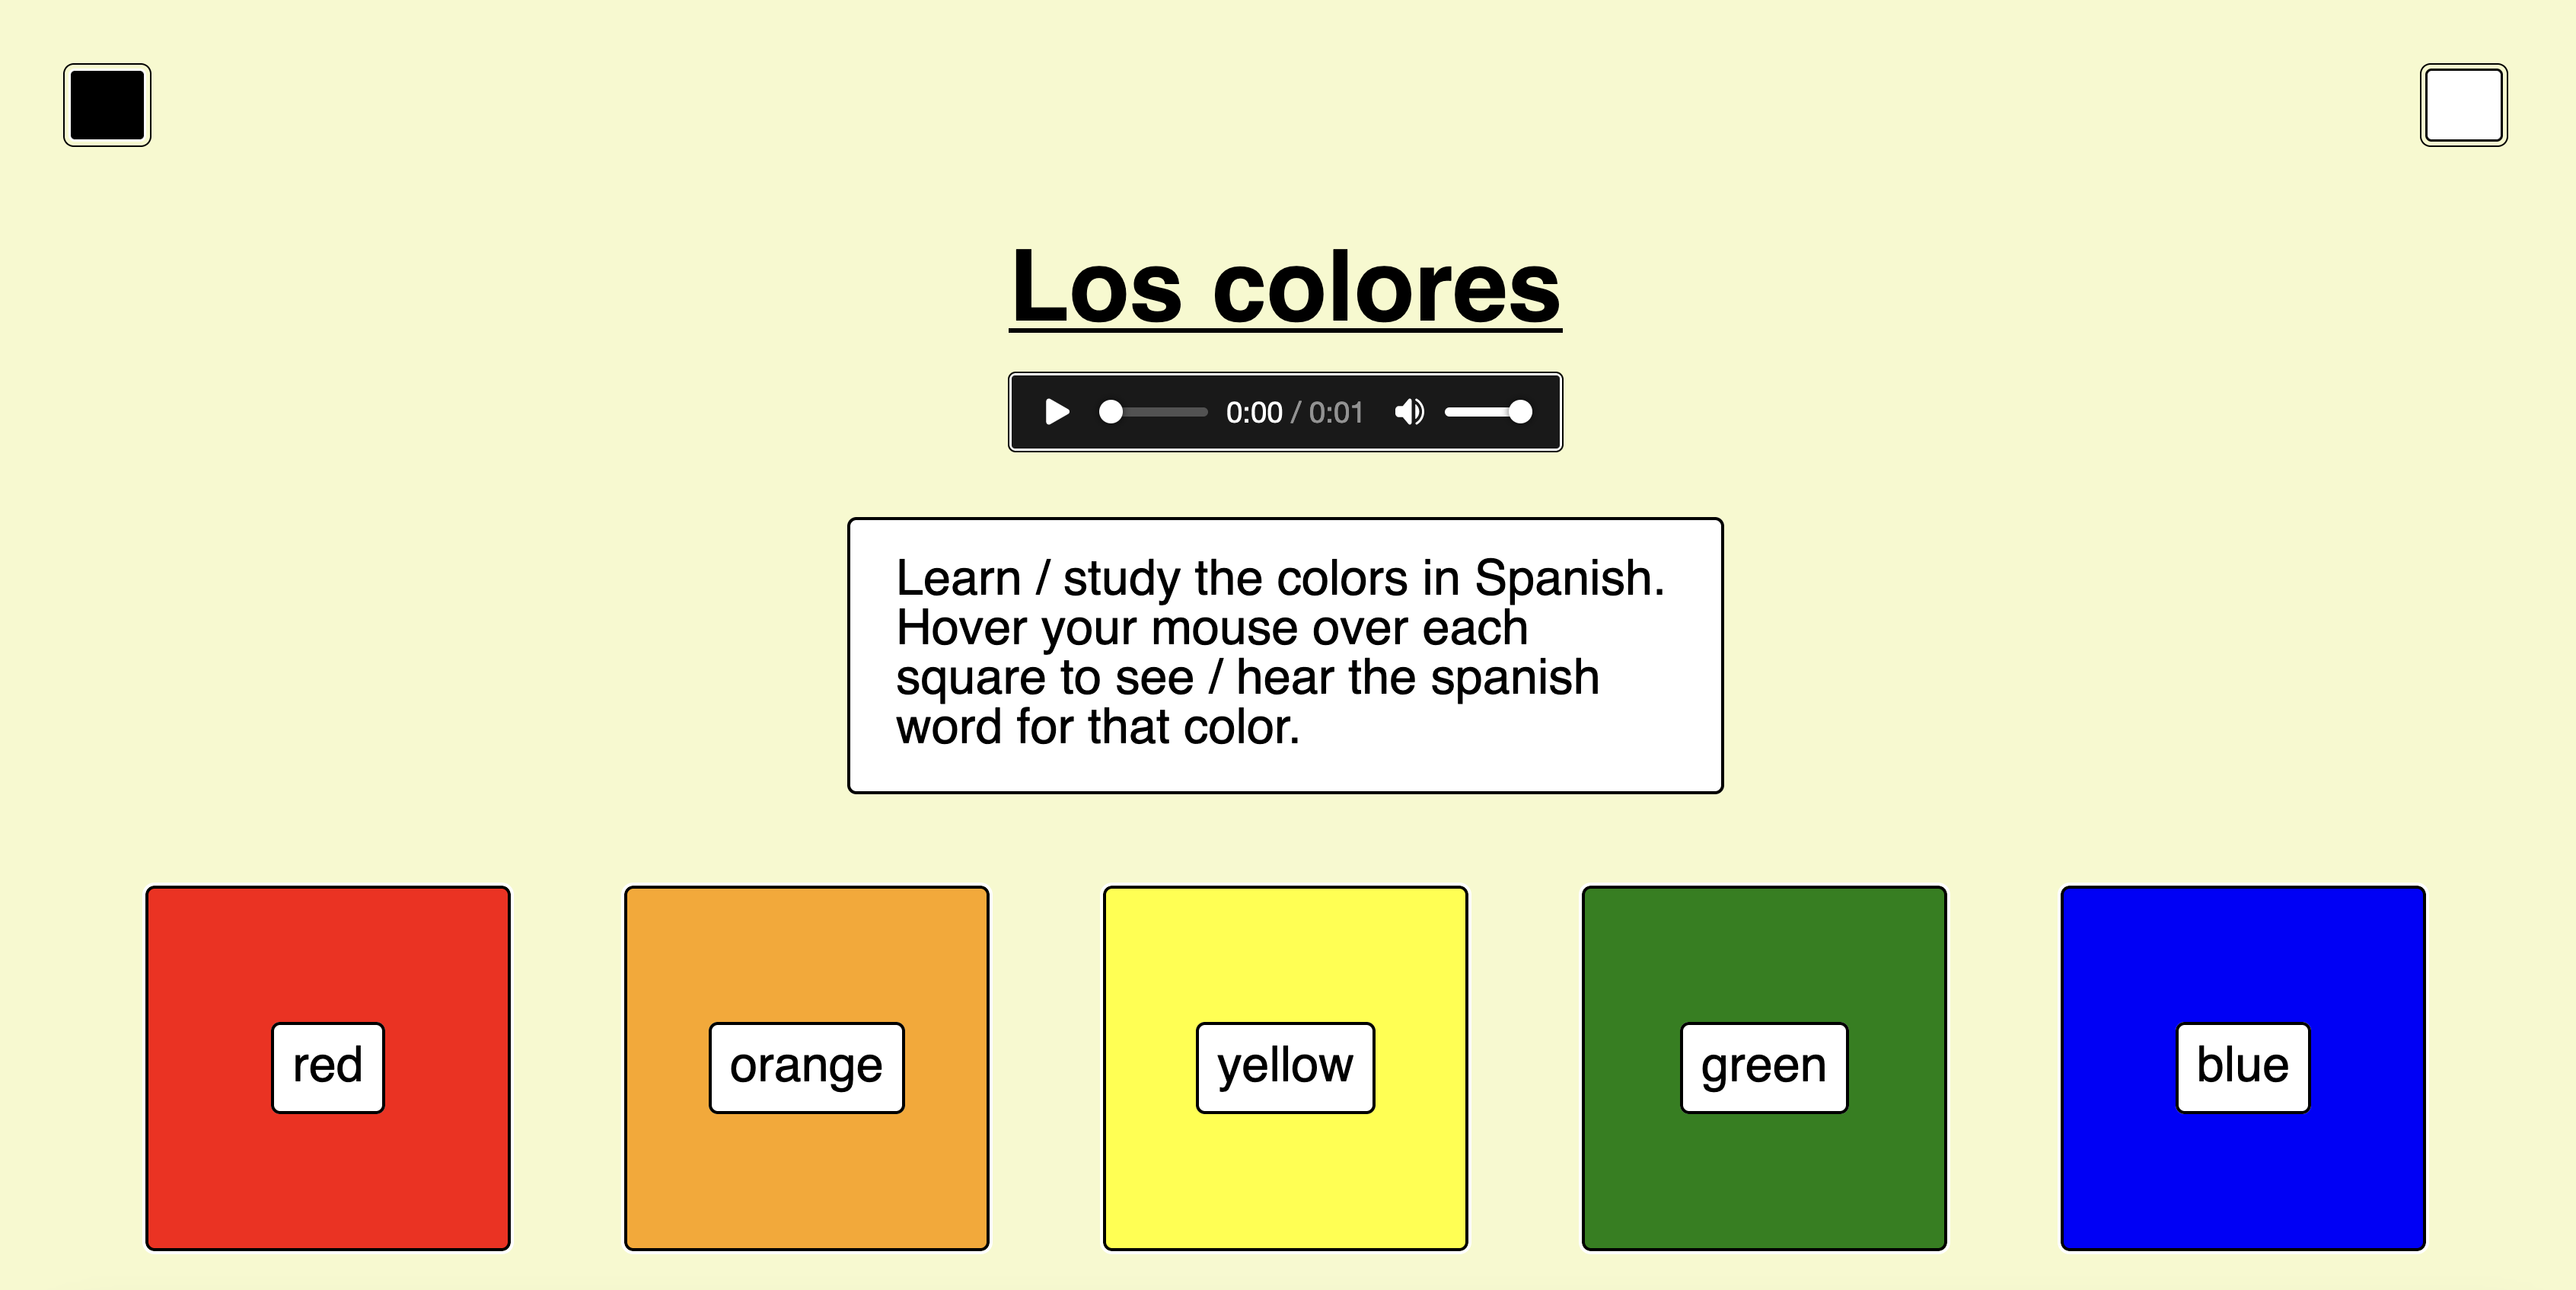 Los colores
0:00 / 0:01
Learn / study the colors in Spanish.
Hover your mouse over each
square to see / hear the spanish
word for that color.
red
orange
yellow
green
blue